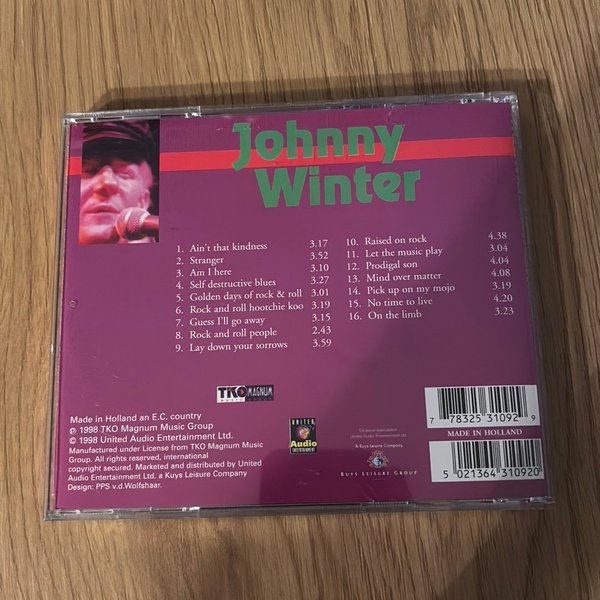 Johnny
Winter
1. Ain't that kindness 3.17
2. Stranger 3.52
3. Am I here 3.10
4. Self destructive blues 3.27
5. Golden days of rock & roll 3.01
6. Rock and roll hootchie koo 3.19
7. Guess I'll go away 3.15
8. Rock and roll people 2.43
9. Lay down your sorrows 3.59
10. Raised on rock 4.38
11. Let the music play 3.04
12. Prodigal son 4.04
13. Mind over matter 4.08
14. Pick up on my mojo 3.19
15. No time to live 4.20
16. On the limb 3.23
TKO MAGNUM
MUSIC
Made in Holland an E.C. country
℗ 1998 TKO Magnum Music Group
© 1998 United Audio Entertainment Ltd.
Manufactured under License from TKO Magnum Music
Group. All rights reserved, international
copyright secured. Marketed and distributed by United
Audio Entertainment Ltd. a Kuys Leisure Company
Design: PPS v.d.Wolfshaar.
UNITED
Audio
ENTERTAINMENT
United Audio Entertainment Ltd.
A Kuys Leisure Company.
KUYS LEISURE GROUP
7 78325 31092 9
MADE IN HOLLAND
5 021364 310920